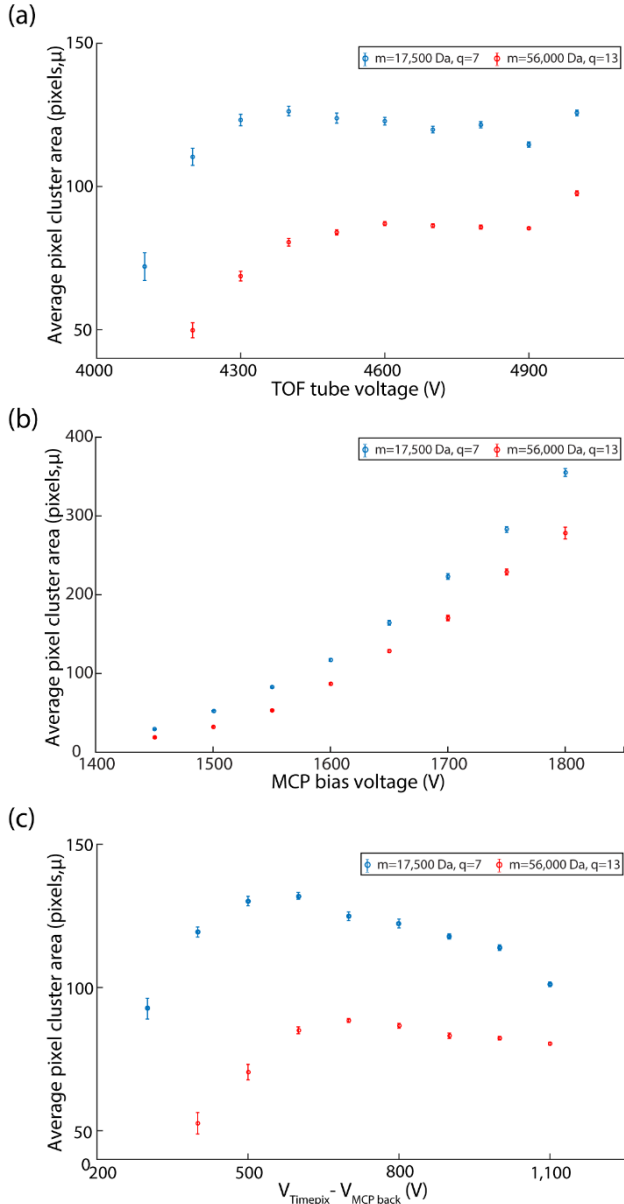 (a)
Average pixel cluster area (pixels,μ)
m=17,500 Da, q=7 m=56,000 Da, q=13
150
100
50
4000 4300 4600 4900
TOF tube voltage (V)
(b)
Average pixel cluster area (pixels,μ)
m=17,500 Da, q=7 m=56,000 Da, q=13
400
300
200
100
0
1400 1500 1600 1700 1800
MCP bias voltage (V)
(c)
Average pixel cluster area (pixels,μ)
m=17,500 Da, q=7 m=56,000 Da, q=13
150
100
50
0
200 500 800 1,100
V Timepix - V MCP back (V)